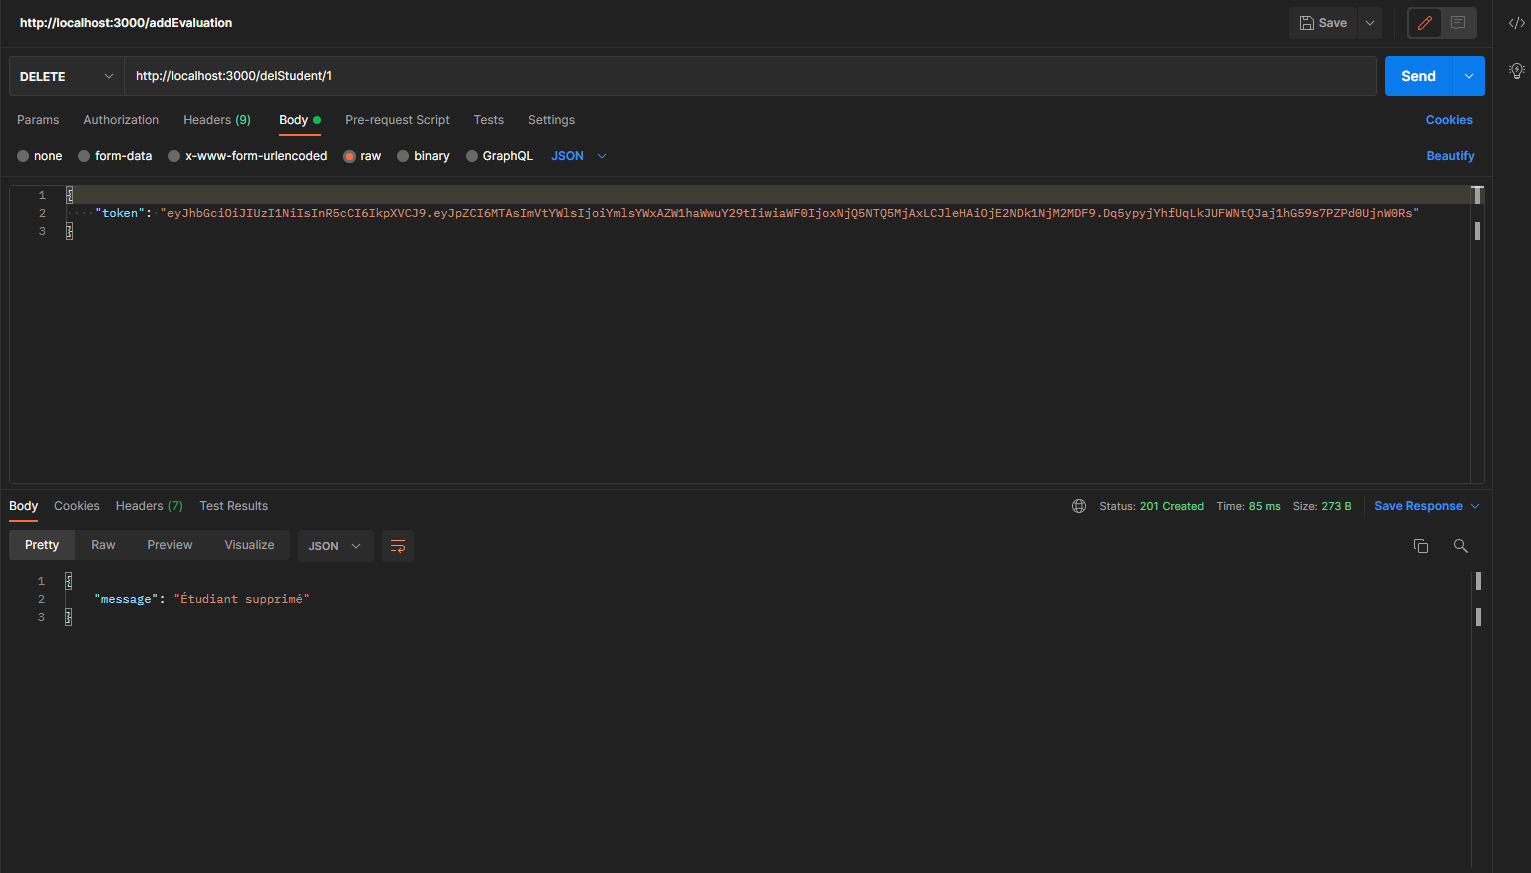 http://localhost:3000/addEvaluation
Save
DELETE
http://localhost:3000/delStudent/1
Send
Params Authorization Headers (9) Body Pre-request Script Tests Settings Cookies
none form-data x-www-form-urlencoded raw binary GraphQL JSON Beautify
1 {
2 "token": "eyJhbGciOiJIUzI1NiIsInR5cCI6IkpXVCJ9.eyJpZCI6MTAsImVtYWlsIjoiYmlsYWxAZW1haWwuY29tIiwiaWF0IjoxNjQ5NTQ5MjAxLCJleHAiOjE2NDk1NjM2MDF9.Dq5ypyjYhfUqLkJUFWNtQJaj1hG59s7PZPd0UjnW0Rs"
3 }
Body Cookies Headers (7) Test Results Status: 201 Created Time: 85 ms Size: 273 B Save Response
Pretty Raw Preview Visualize JSON
1 {
2 "message": "Étudiant supprimé"
3 }